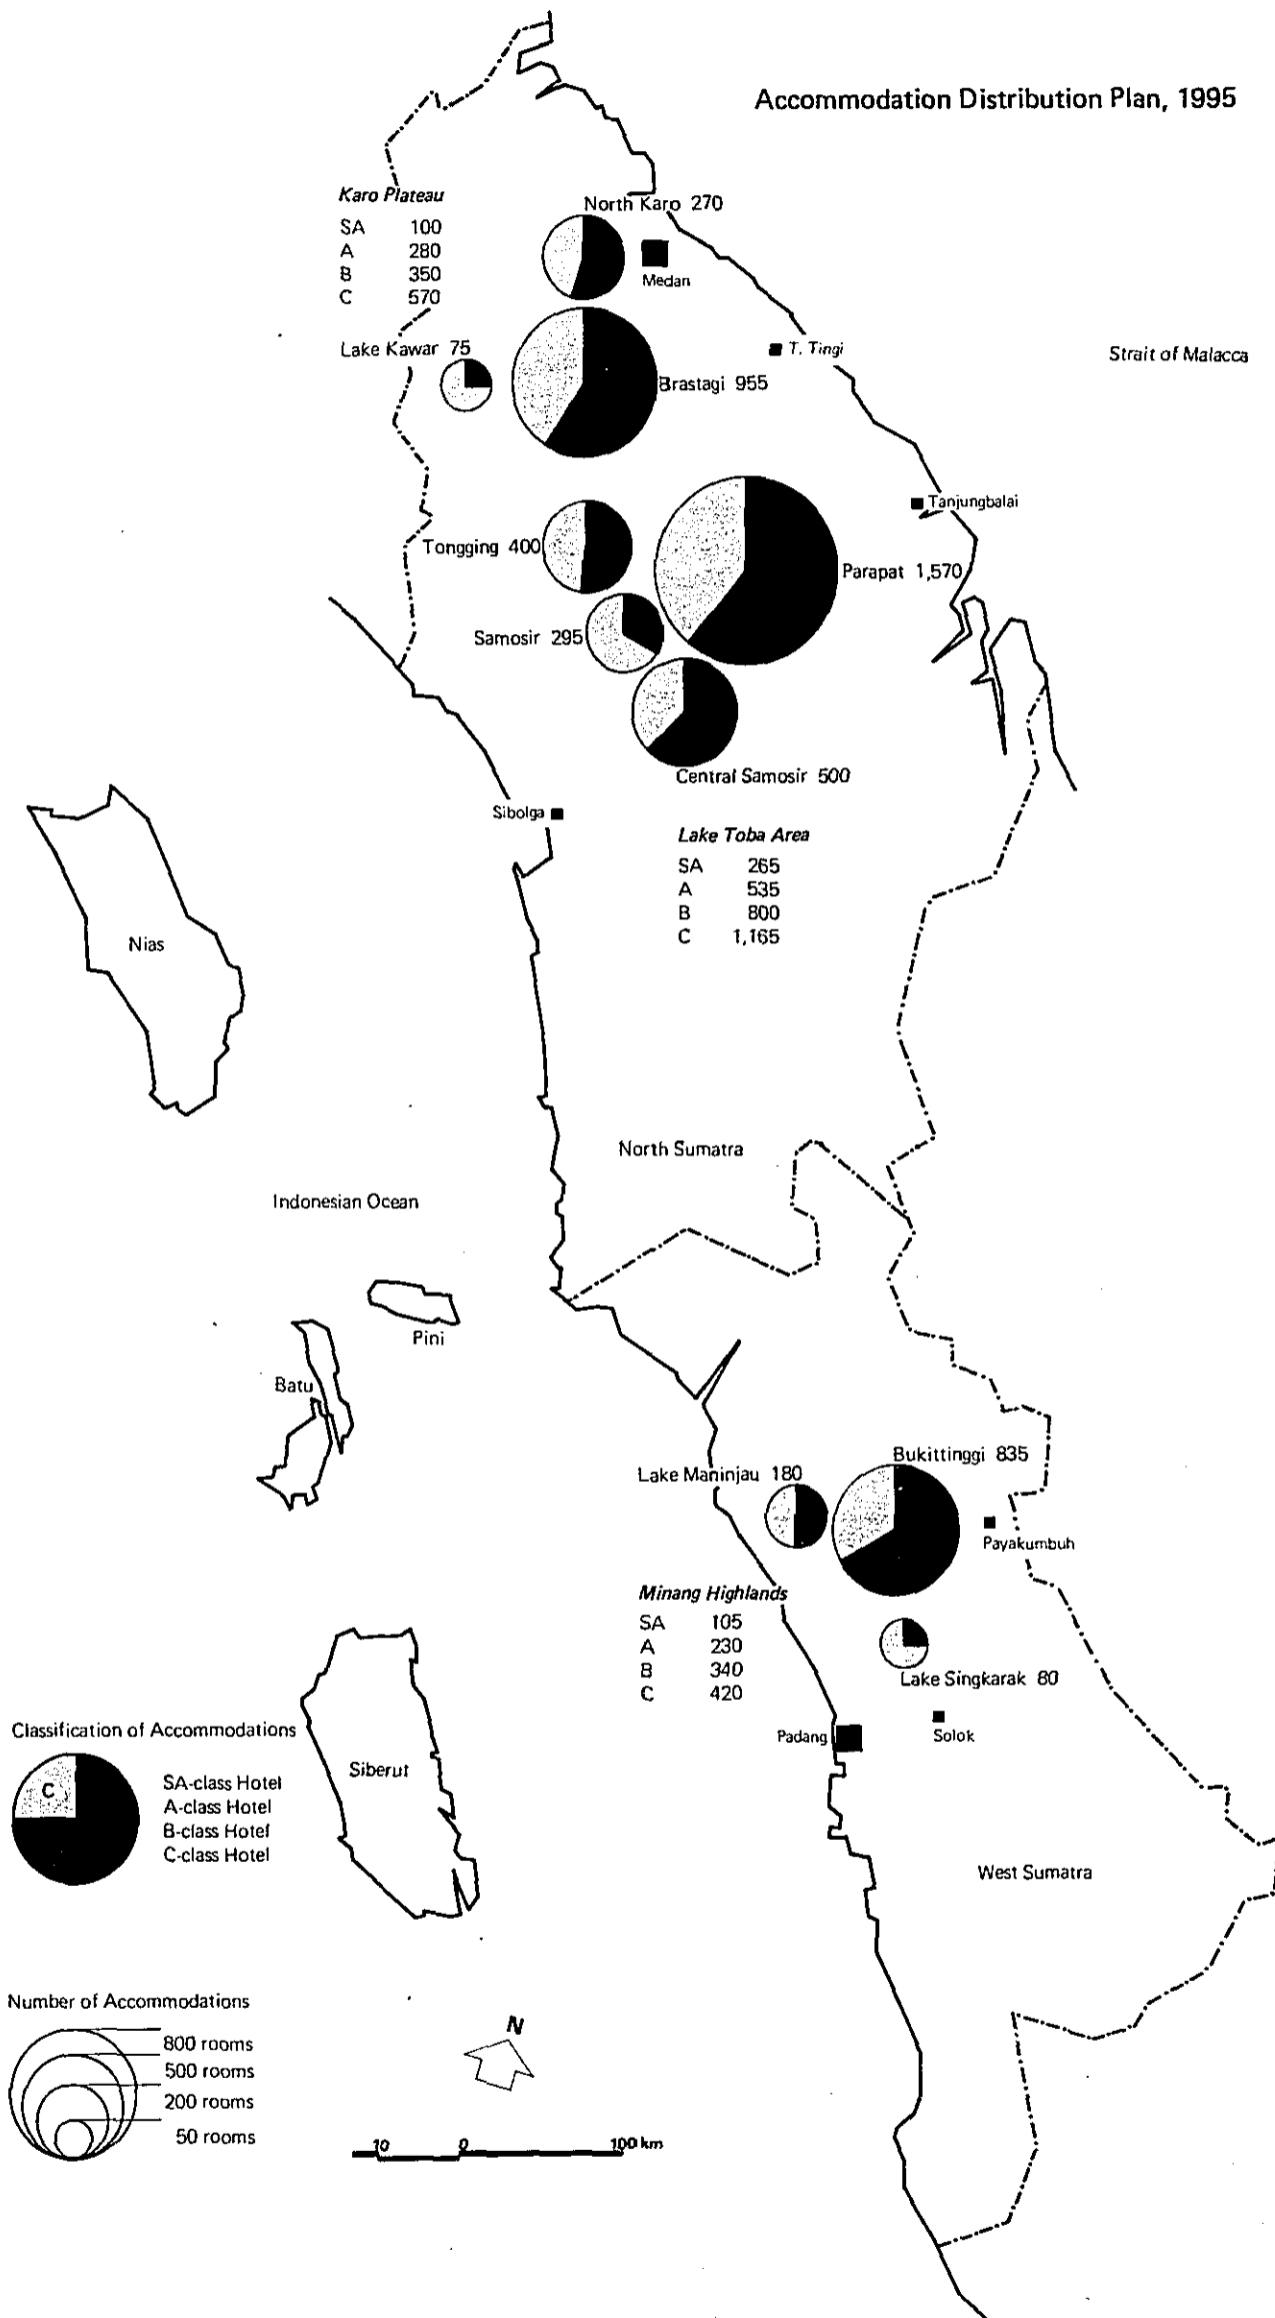 Accommodation Distribution Plan, 1995
Karo Plateau
SA 100
A 280
B 350
C 570
North Karo 270
Medan
Lake Kawar 75
Brastagi 955
T. Tingi
Strait of Malacca
Tanjungbalai
Tongging 400
Parapat 1,570
Samosir 295
Central Samosir 500
Sibolga
Lake Toba Area
SA 265
A 535
B 800
C 1,165
Nias
North Sumatra
Indonesian Ocean
Pini
Batu
Bukittinggi 835
Lake Maninjau 180
Payakumbuh
Minang Highlands
SA 105
A 230
B 340
C 420
Lake Singkarak 80
Padang
Solok
Classification of Accommodations
C
SA-class Hotel
A-class Hotel
B-class Hotel
C-class Hotel
Siberut
West Sumatra
Number of Accommodations
800 rooms
500 rooms
200 rooms
50 rooms
N
10 0 100 km